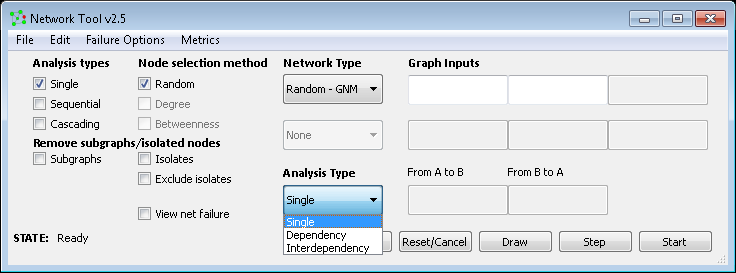 Network Tool v2.5
File Edit Failure Options Metrics
Analysis types Node selection method Network Type Graph Inputs
Single Random Random - GNM
Sequential Degree
Cascading Betweenness None
Remove subgraphs/isolated nodes
Subgraphs Isolates
Exclude isolates Analysis Type From A to B From B to A
Single
View net failure Single
Dependency
STATE: Ready Interdependency Reset/Cancel Draw Step Start